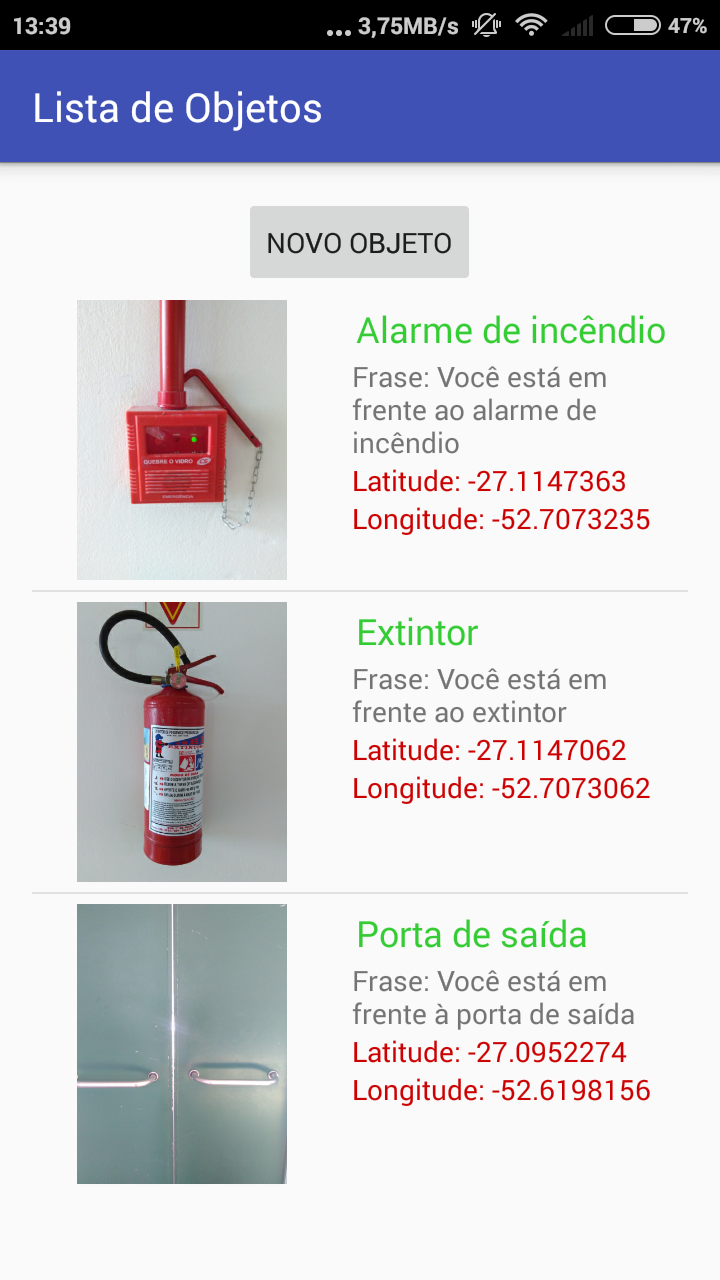 13:39
... 3,75MB/s
47%
Lista de Objetos
NOVO OBJETO
QUEBRE O VIDRO
EMERGÊNCIA
Alarme de incêndio
Frase: Você está em
frente ao alarme de
incêndio
Latitude: -27.1147363
Longitude: -52.7073235
EXTINTOR
Extintor
Frase: Você está em
frente ao extintor
Latitude: -27.1147062
Longitude: -52.7073062
Porta de saída
Frase: Você está em
frente à porta de saída
Latitude: -27.0952274
Longitude: -52.6198156